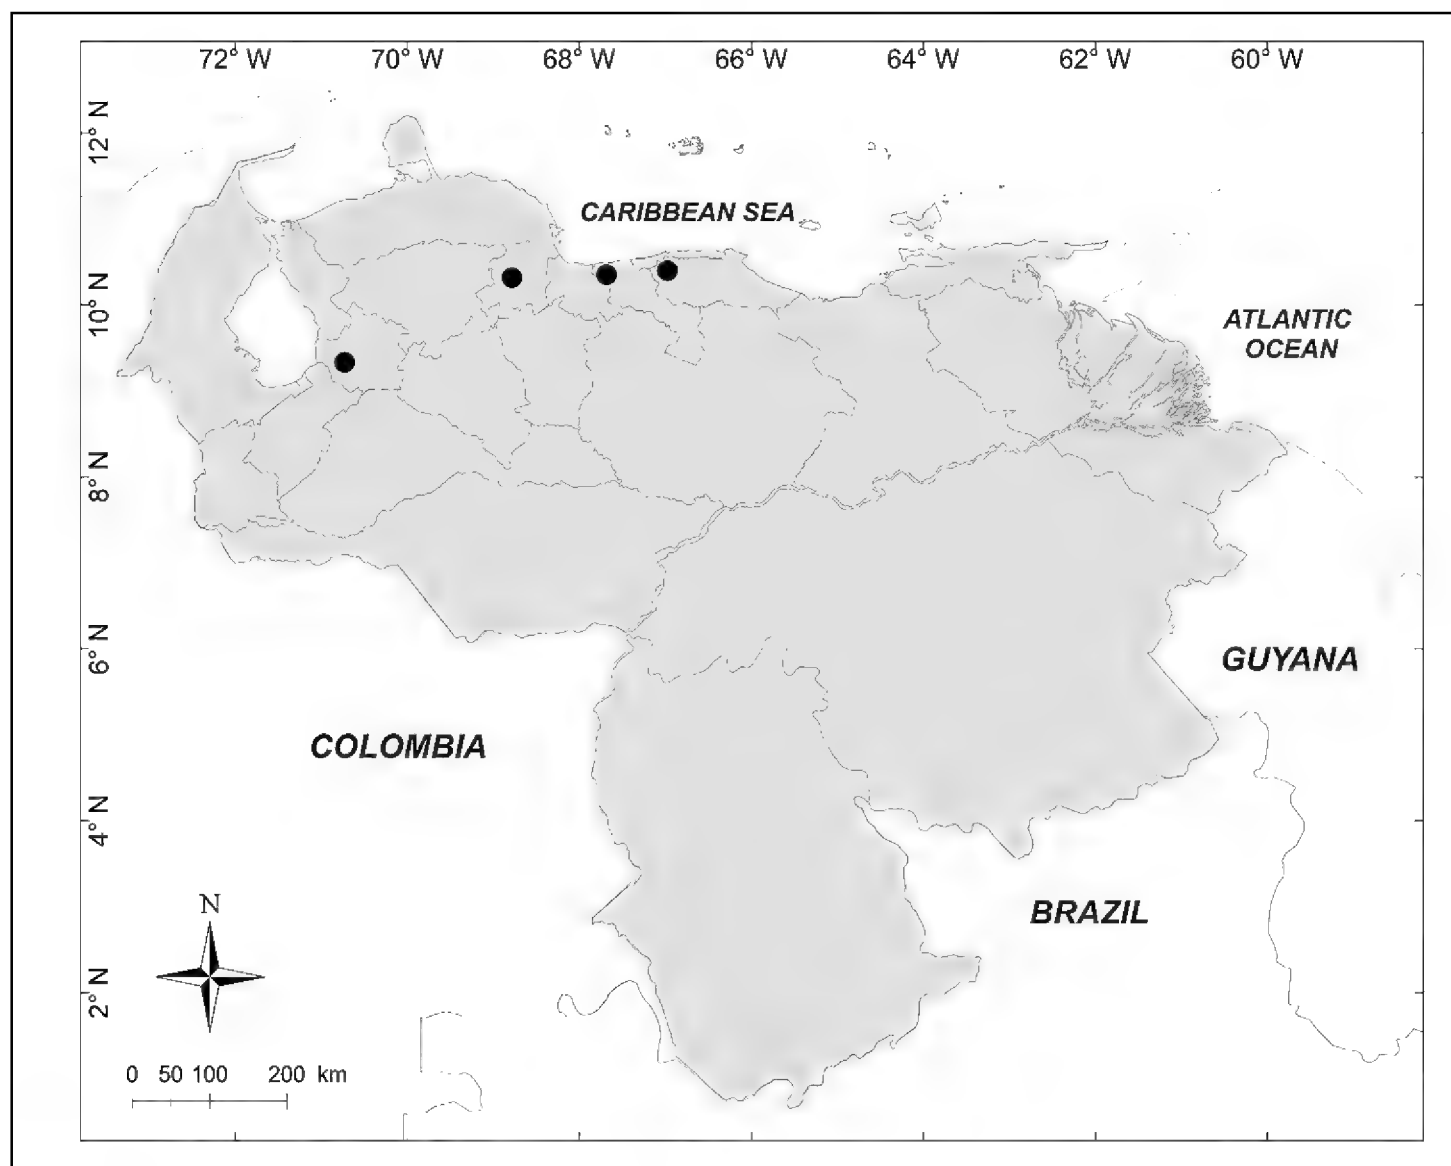 72° W 70° W 68° W 66° W 64° W 62° W 60° W
12° N
CARIBBEAN SEA
10° N
ATLANTIC
OCEAN
8° N
6° N
GUYANA
COLOMBIA
4° N
N
BRAZIL
2° N
0 50 100 200 km